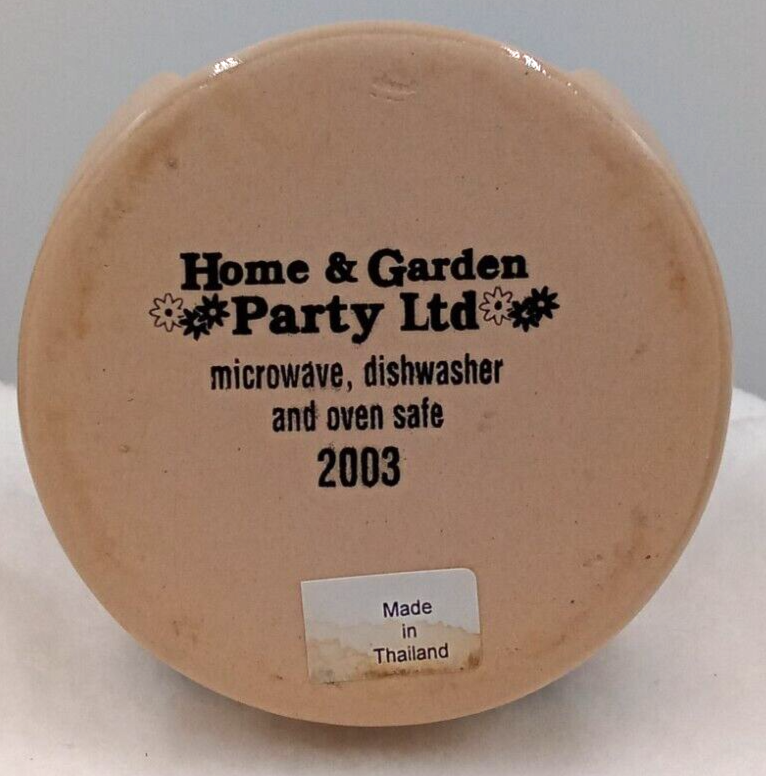 Home & Garden
Party Ltd
microwave, dishwasher
and oven safe
2003
Made
in
Thailand